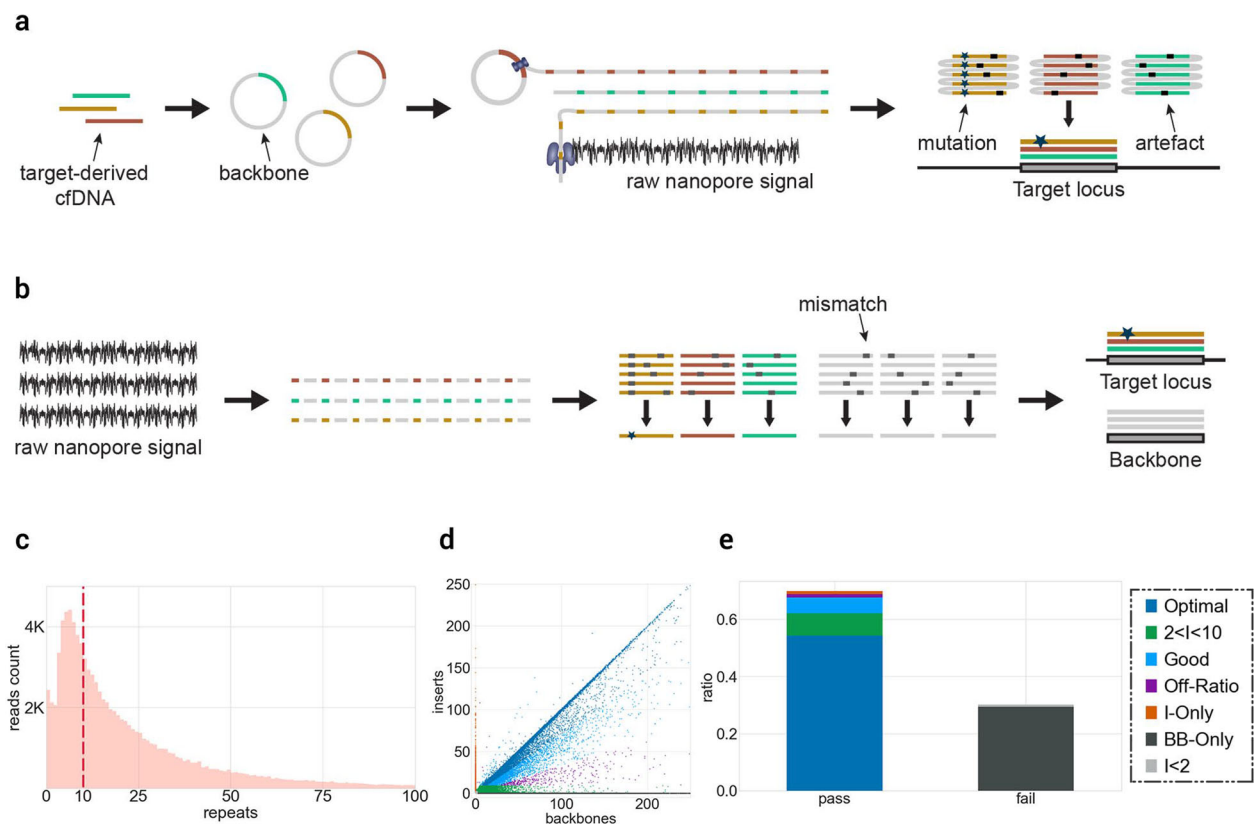 a
target-derived
cfDNA
backbone
raw nanopore signal
mutation
artefact
Target locus
b
raw nanopore signal
mismatch
Target locus
Backbone
c
reads count
4K
2K
0
10
25
50
75
100
repeats
d
inserts
250
200
150
100
50
0
0
100
200
backbones
e
ratio
0.6
0.4
0.2
0.0
pass
fail
Optimal
2<I<10
Good
Off-Ratio
I-Only
BB-Only
I<2